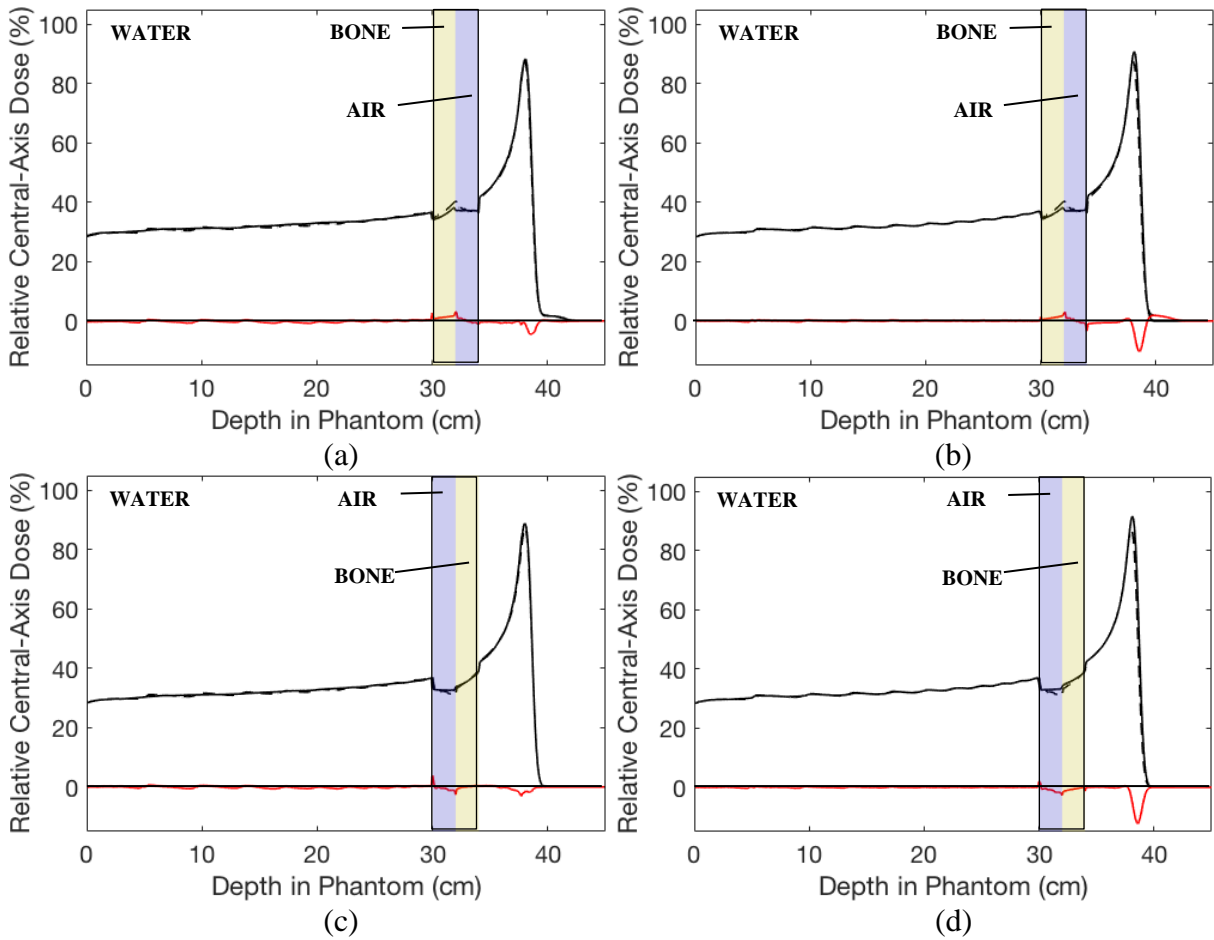 Relative Central-Axis Dose (%)
100
80
60
40
20
0
WATER
BONE
AIR
0
10
20
30
40
Depth in Phantom (cm)
(a)
Relative Central-Axis Dose (%)
100
80
60
40
20
0
WATER
BONE
AIR
0
10
20
30
40
Depth in Phantom (cm)
(b)
Relative Central-Axis Dose (%)
100
80
60
40
20
0
WATER
AIR
BONE
0
10
20
30
40
Depth in Phantom (cm)
(c)
Relative Central-Axis Dose (%)
100
80
60
40
20
0
WATER
AIR
BONE
0
10
20
30
40
Depth in Phantom (cm)
(d)